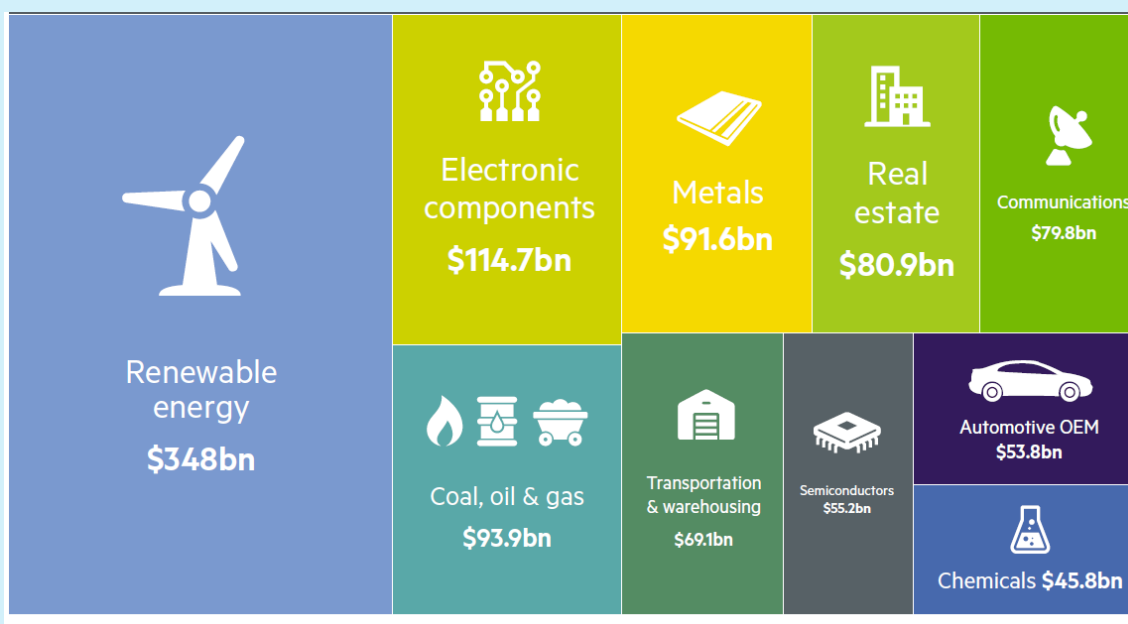 Renewable
energy
$348bn
Electronic
components
$114.7bn
Coal, oil & gas
$93.9bn
Metals
$91.6bn
Real
estate
$80.9bn
Communications
$79.8bn
Transportation
& warehousing
$69.1bn
Semiconductors
$55.2bn
Automotive OEM
$53.8bn
Chemicals $45.8bn